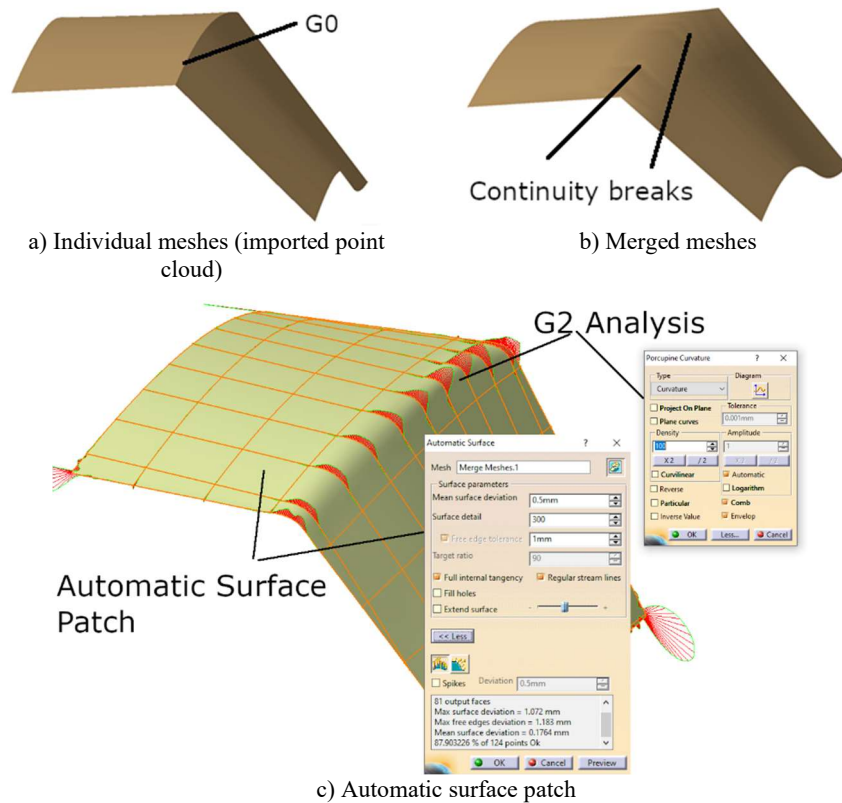 G0
Continuity breaks
a) Individual meshes (imported point
cloud)
b) Merged meshes
G2 Analysis
Porcupine Curvature ? ×
Type
Curvature
Diagram
Project On Plane
Plane curves
Tolerance
0.001mm
Density
100
X 2 / 2
Amplitude
1
Curvilinear
Automatic
Reverse
Logarithm
Particular
Comb
Inverse Value
Envelop
OK Less... Cancel
Automatic Surface ? ×
Mesh Merge Meshes.1
Surface parameters
Mean surface deviation 0.5mm
Surface detail 300
Free edge tolerance 1mm
Target ratio 90
Full internal tangency Regular stream lines
Fill holes
Extend surface - +
<< Less
Spikes Deviation 0.5mm
81 output faces
Max surface deviation = 1.072 mm
Max free edges deviation = 1.183 mm
Mean surface deviation = 0.1764 mm
87.903226 % of 124 points Ok
OK Cancel Preview
Automatic Surface
Patch
c) Automatic surface patch